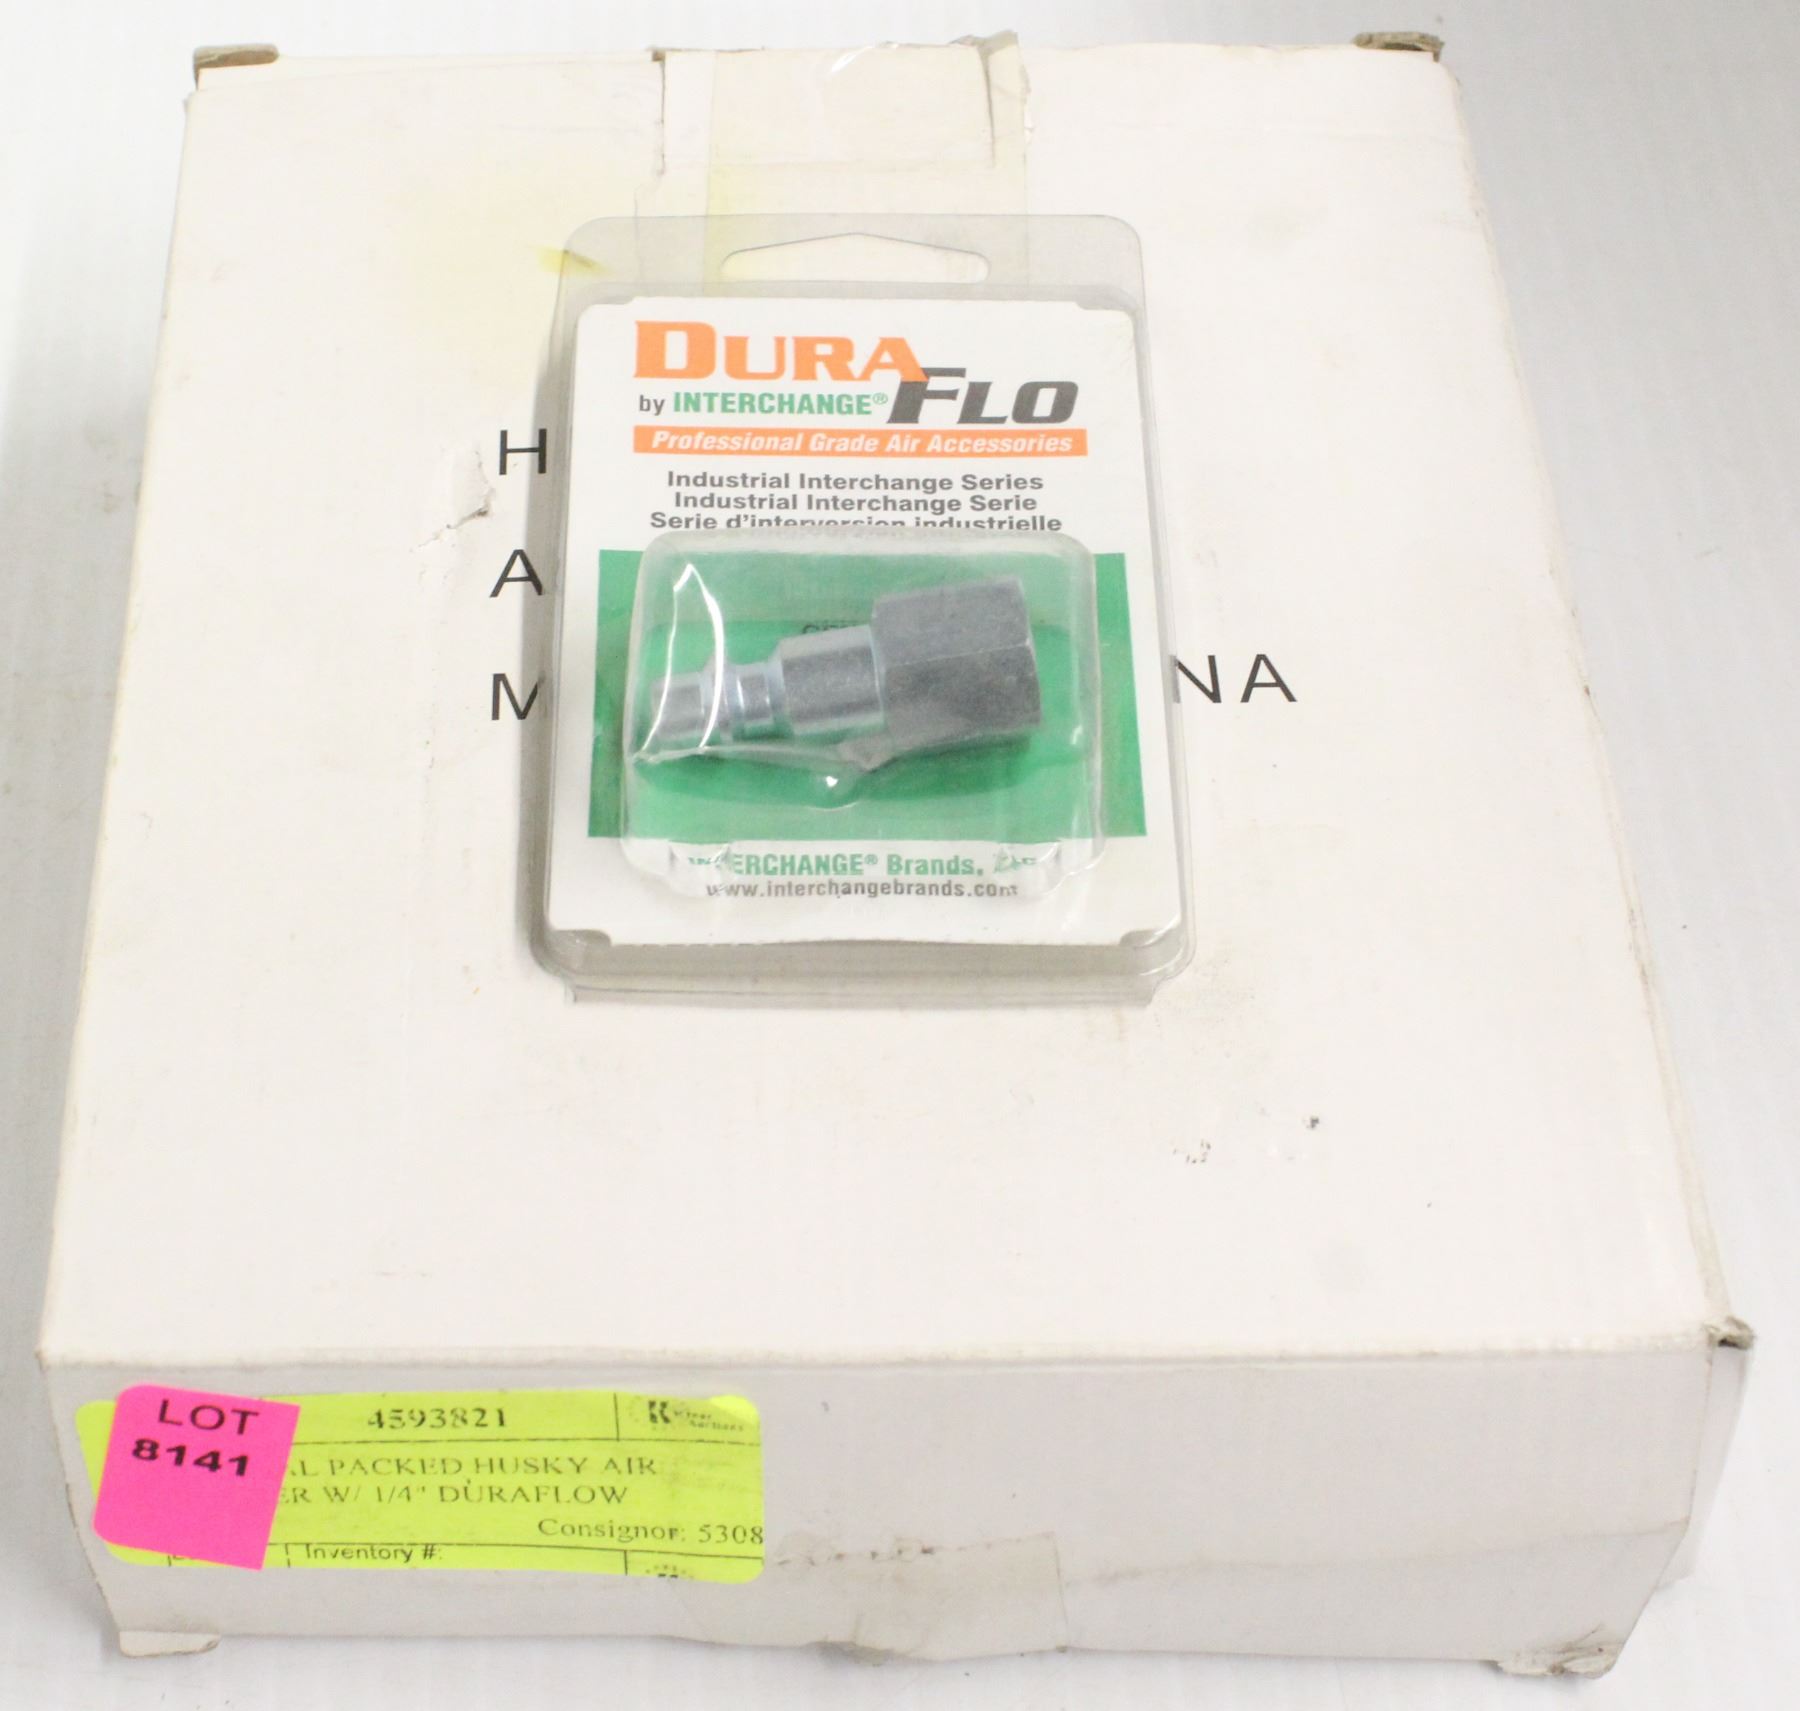 DURA
FLO
by INTERCHANGE®
Professional Grade Air Accessories
Industrial Interchange Series
Industrial Interchange Serie
Serie d'interversion industrielle
H
A
M
NA
INTERCHANGE® Brands,
www.interchangebrands.com
LOT
8141
4593821
AL PACKED HUSKY AIR
ER W/ 1/4" DURAFLOW
Consignor: 5308
Inventory #: